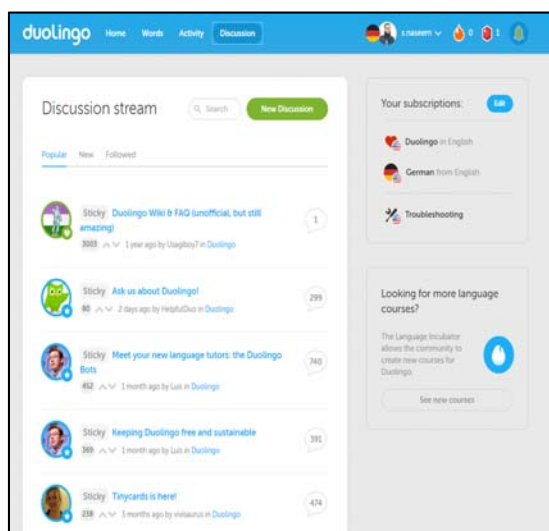 duolingo Home Words Activity Discussion s.naseem 0 1
Discussion stream Search New Discussion
Popular New Followed
Sticky Duolingo Wiki & FAQ (unofficial, but still
amazing) 1
3003 1 year ago by Usagiboy7 in Duolingo
Sticky Ask us about Duolingo! 299
80 2 days ago by HelpfulDuo in Duolingo
Sticky Meet your new language tutors: the Duolingo
Bots 740
452 1 month ago by Luis in Duolingo
Sticky Keeping Duolingo free and sustainable 391
369 1 month ago by Luis in Duolingo
Sticky Tinycards is here! 474
238 3 months ago by vivisaurus in Duolingo
Your subscriptions: Edit
Duolingo in English
German from English
Troubleshooting
Looking for more language
courses?
The Language Incubator
allows the community to
create new courses for
Duolingo.
See new courses